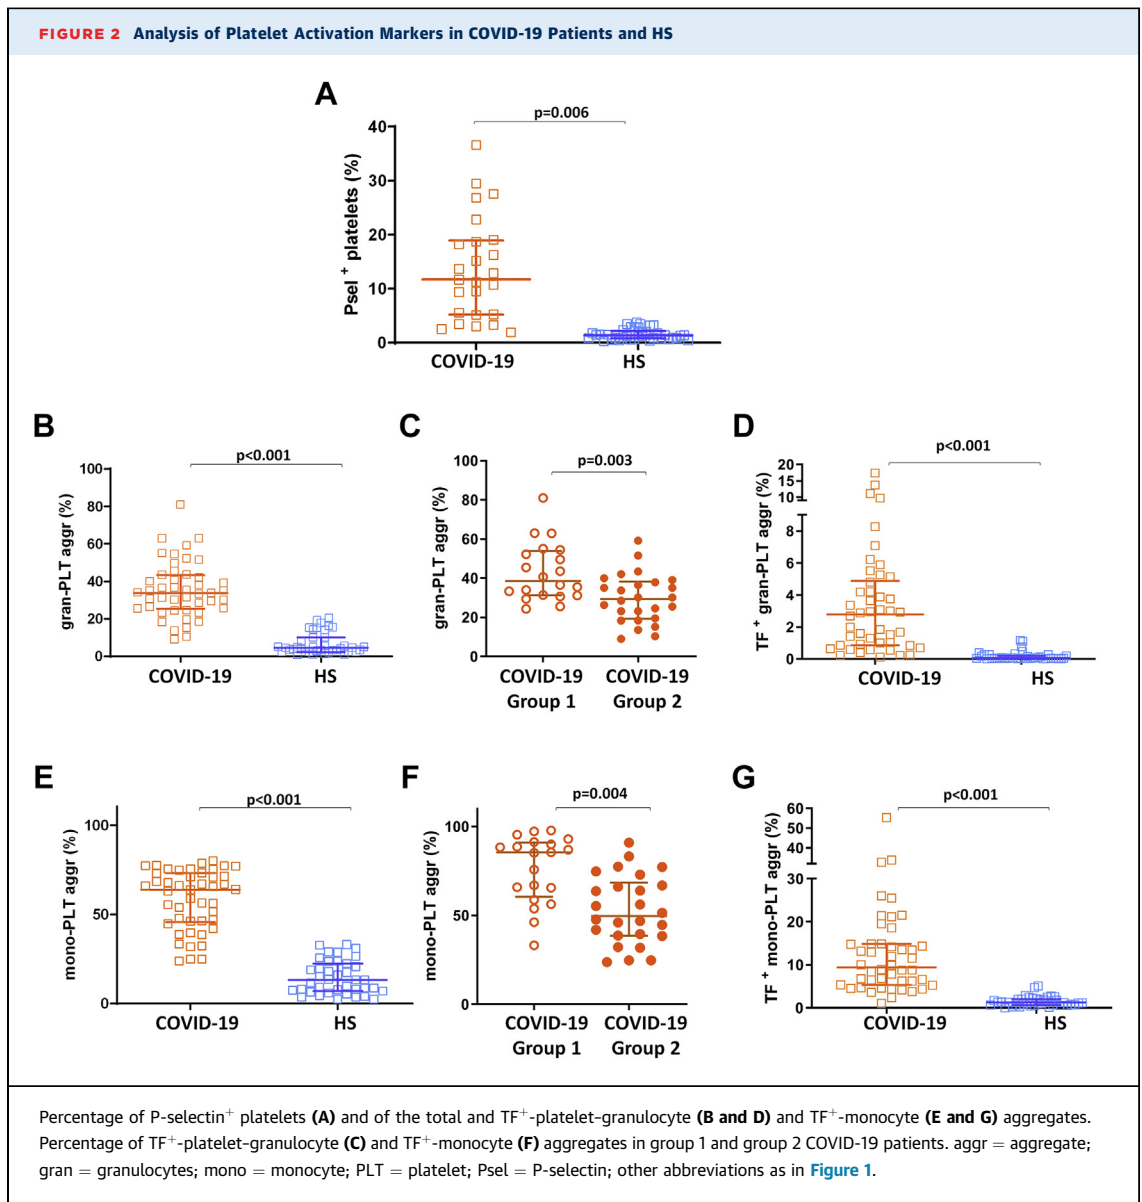 FIGURE 2 Analysis of Platelet Activation Markers in COVID-19 Patients and HS
A
p=0.006
Psel + platelets (%)
40
30
20
10
0
COVID-19 HS
B
p<0.001
gran-PLT aggr (%)
100
80
60
40
20
0
COVID-19 HS
C
p=0.003
gran-PLT aggr (%)
100
80
60
40
20
0
COVID-19 COVID-19
Group 1 Group 2
D
p<0.001
TF + gran-PLT aggr (%)
20
15
10
8
6
4
2
0
COVID-19 HS
E
p<0.001
mono-PLT aggr (%)
100
50
0
COVID-19 HS
F
p=0.004
mono-PLT aggr (%)
100
50
0
COVID-19 COVID-19
Group 1 Group 2
G
p<0.001
TF + mono-PLT aggr (%)
60
50
40
30
20
10
0
COVID-19 HS
Percentage of P-selectin+ platelets (A) and of the total and TF+-platelet-granulocyte (B and D) and TF+-monocyte (E and G) aggregates.
Percentage of TF+-platelet-granulocyte (C) and TF+-monocyte (F) aggregates in group 1 and group 2 COVID-19 patients. aggr = aggregate;
gran = granulocytes; mono = monocyte; PLT = platelet; Psel = P-selectin; other abbreviations as in Figure 1.